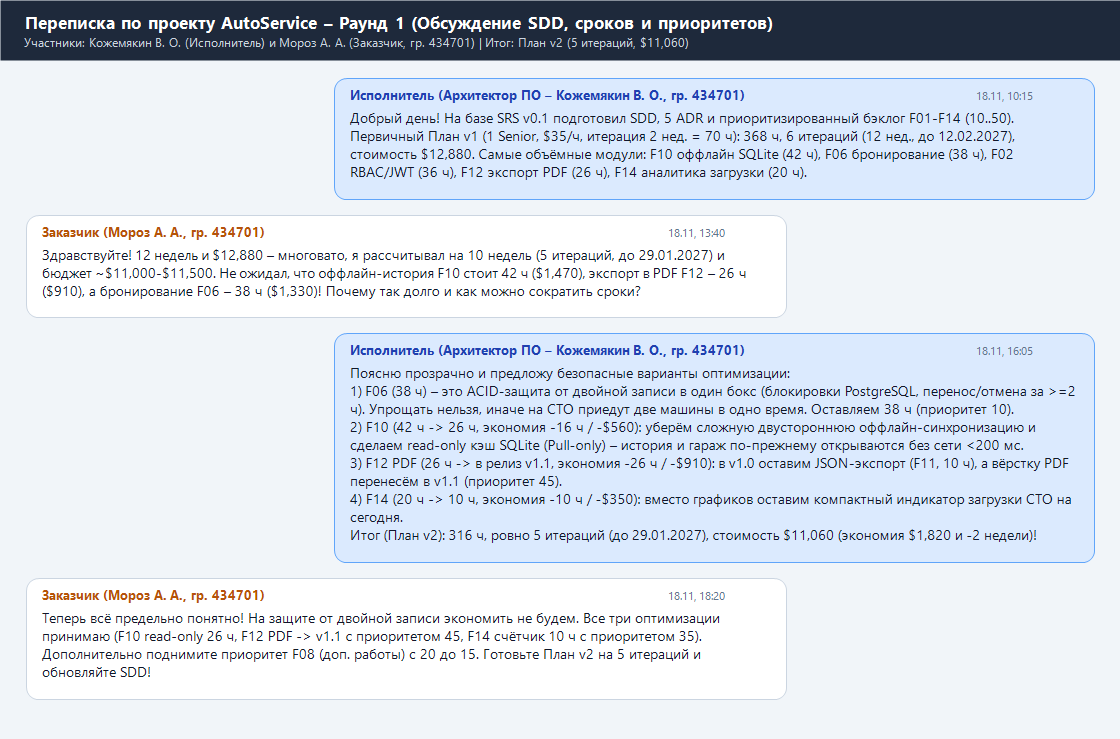 Переписка по проекту AutoService – Раунд 1 (Обсуждение SDD, сроков и приоритетов)
Участники: Кожемякин В. О. (Исполнитель) и Мороз А. А. (Заказчик, гр. 434701) | Итог: План v2 (5 итераций, $11,060)
Исполнитель (Архитектор ПО – Кожемякин В. О., гр. 434701)
18.11, 10:15
Добрый день! На базе SRS v0.1 подготовил SDD, 5 ADR и приоритизированный бэклог F01-F14 (10..50).
Первичный План v1 (1 Senior, $35/ч, итерация 2 нед. = 70 ч): 368 ч, 6 итераций (12 нед., до 12.02.2027),
стоимость $12,880. Самые объёмные модули: F10 оффлайн SQLite (42 ч), F06 бронирование (38 ч), F02
RBAC/JWT (36 ч), F12 экспорт PDF (26 ч), F14 аналитика загрузки (20 ч).
Заказчик (Мороз А. А., гр. 434701)
18.11, 13:40
Здравствуйте! 12 недель и $12,880 – многовато, я рассчитывал на 10 недель (5 итераций, до 29.01.2027) и
бюджет ~$11,000-$11,500. Не ожидал, что оффлайн-история F10 стоит 42 ч ($1,470), экспорт в PDF F12 – 26 ч
($910), а бронирование F06 – 38 ч ($1,330)! Почему так долго и как можно сократить сроки?
Исполнитель (Архитектор ПО – Кожемякин В. О., гр. 434701)
18.11, 16:05
Поясню прозрачно и предложу безопасные варианты оптимизации:
1) F06 (38 ч) – это ACID-защита от двойной записи в один бокс (блокировки PostgreSQL, перенос/отмена за >=2
ч). Упрощать нельзя, иначе на СТО приедут две машины в одно время. Оставляем 38 ч (приоритет 10).
2) F10 (42 ч -> 26 ч, экономия -16 ч / -$560): уберём сложную двустороннюю оффлайн-синхронизацию и
сделаем read-only кэш SQLite (Pull-only) – история и гараж по-прежнему открываются без сети <200 мс.
3) F12 PDF (26 ч -> в релиз v1.1, экономия -26 ч / -$910): в v1.0 оставим JSON-экспорт (F11, 10 ч), а вёрстку PDF
перенесём в v1.1 (приоритет 45).
4) F14 (20 ч -> 10 ч, экономия -10 ч / -$350): вместо графиков оставим компактный индикатор загрузки СТО на
сегодня.
Итог (План v2): 316 ч, ровно 5 итераций (до 29.01.2027), стоимость $11,060 (экономия $1,820 и -2 недели)!
Заказчик (Мороз А. А., гр. 434701)
18.11, 18:20
Теперь всё предельно понятно! На защите от двойной записи экономить не будем. Все три оптимизации
принимаю (F10 read-only 26 ч, F12 PDF -> v1.1 с приоритетом 45, F14 счётчик 10 ч с приоритетом 35).
Дополнительно поднимите приоритет F08 (доп. работы) с 20 до 15. Готовьте План v2 на 5 итераций и
обновляйте SDD!